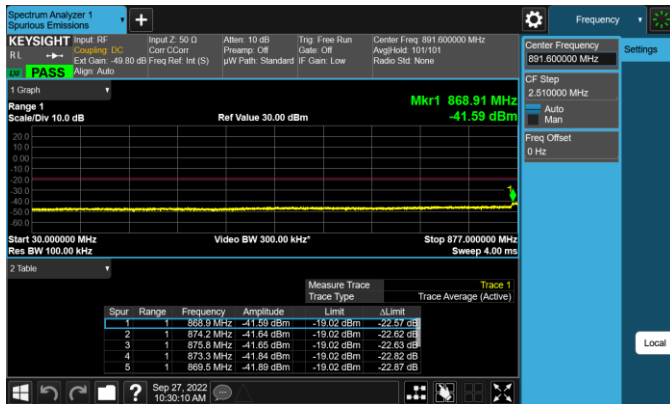 Spectrum Analyzer 1
Spurious Emissions
Frequency
KEYSIGHT Input: RF Input Z: 50 Ω Atten: 10 dB Trig: Free Run Center Freq: 891.600000 MHz
RL Coupling: DC Corr CCorr Preamp: Off Gate: Off Avg|Hold: 101/101
Ext Gain: -49.80 dB Freq Ref: Int (S) µW Path: Standard IF Gain: Low Radio Std: None
PASS Align: Auto
Center Frequency
891.600000 MHz
Settings
CF Step
2.510000 MHz
Auto
Man
Freq Offset
0 Hz
Local
1 Graph
Range 1
Scale/Div 10.0 dB Ref Value 30.00 dBm
Mkr1 868.91 MHz
-41.59 dBm
20.0
10.0
0.00
-10.0
-20.0
-30.0
-40.0
-50.0
-60.0
1
Start 30.000000 MHz Video BW 300.00 kHz* Stop 877.000000 MHz
Res BW 100.00 kHz Sweep 4.00 ms
2 Table
Measure Trace Trace 1
Trace Type Trace Average (Active)
Spur Range Frequency Amplitude Limit ΔLimit
1 1 868.9 MHz -41.59 dBm -19.02 dBm -22.57 dB
2 1 874.2 MHz -41.64 dBm -19.02 dBm -22.62 dB
3 1 875.8 MHz -41.65 dBm -19.02 dBm -22.63 dB
4 1 873.3 MHz -41.84 dBm -19.02 dBm -22.82 dB
5 1 869.5 MHz -41.89 dBm -19.02 dBm -22.87 dB
? Sep 27, 2022
10:30:10 AM